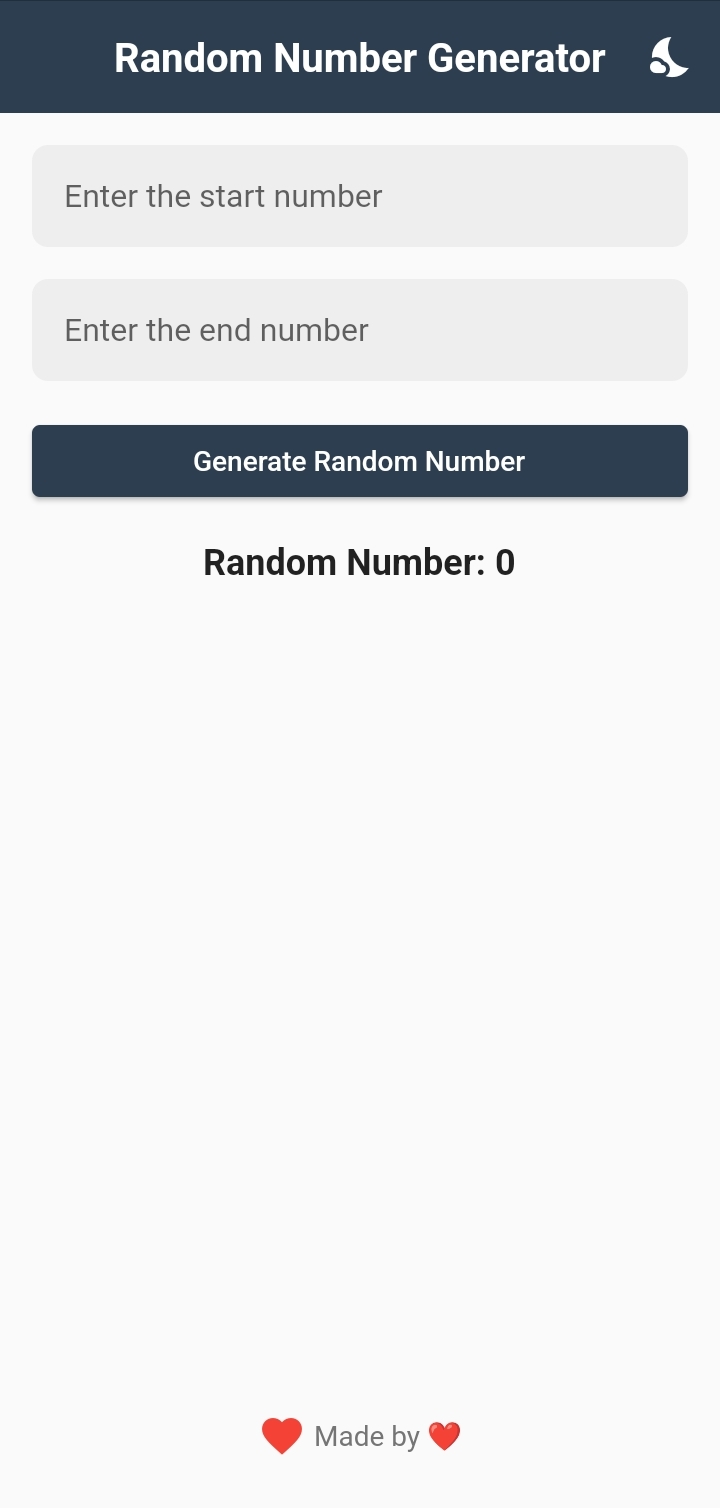 Random Number Generator
Enter the start number
Enter the end number
Generate Random Number
Random Number: 0
Made by ❤️